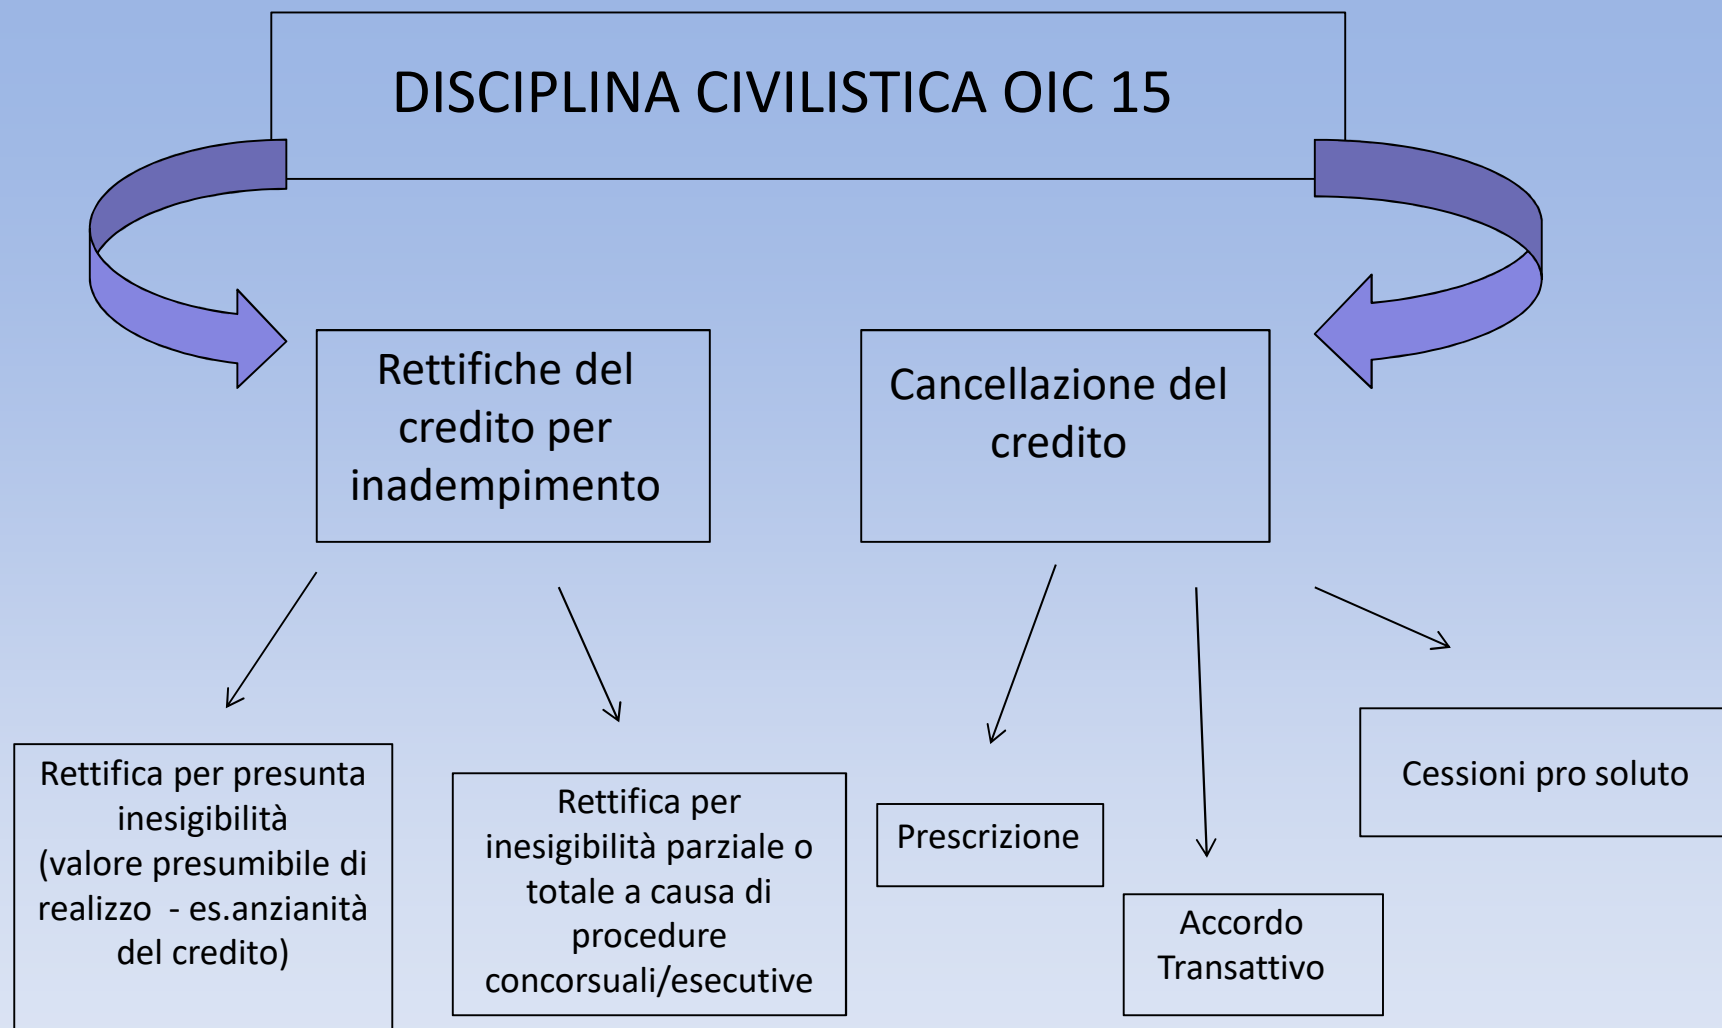 DISCIPLINA CIVILISTICA OIC 15
Rettifiche del
credito per
inadempimento
Cancellazione del
credito
Rettifica per presunta
inesigibilità
(valore presumibile di
realizzo - es.anzianità
del credito)
Rettifica per
inesigibilità parziale o
totale a causa di
procedure
concorsuali/esecutive
Prescrizione
Accordo
Transattivo
Cessioni pro soluto